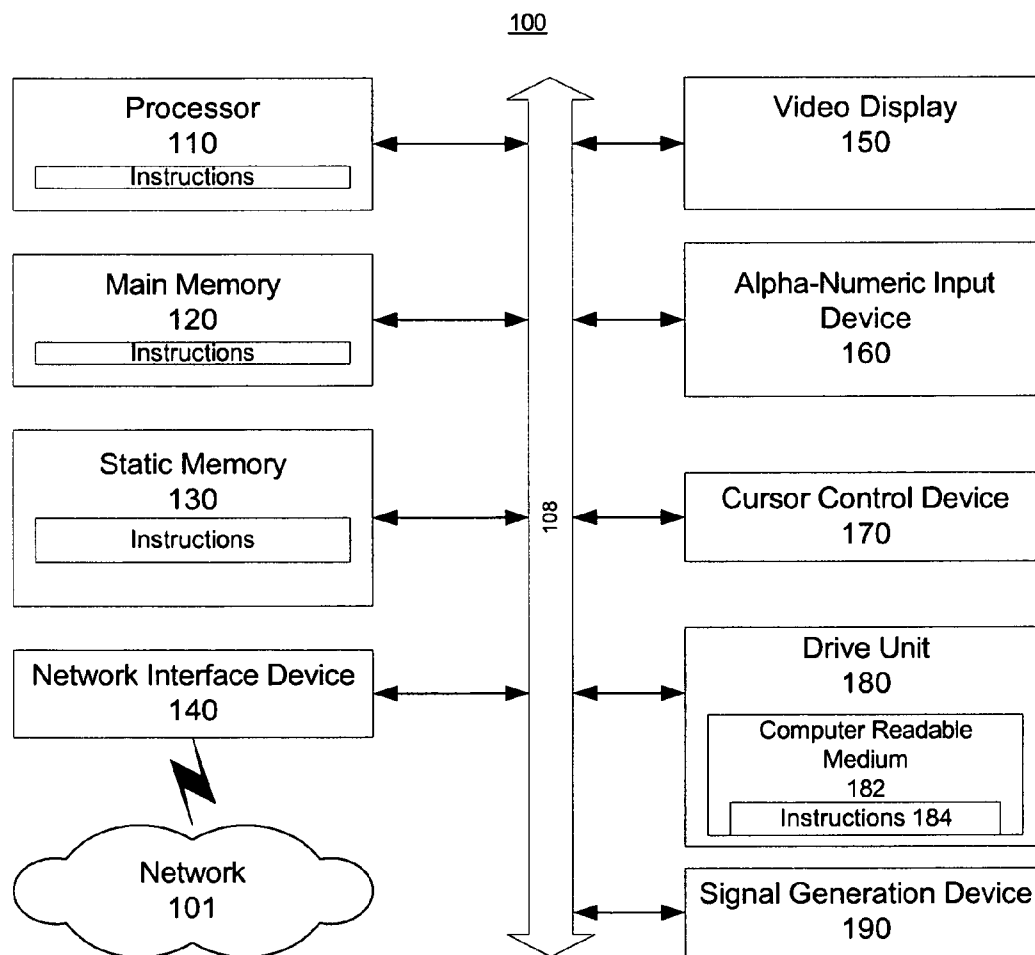 100
Processor
110
Instructions
Main Memory
120
Instructions
Static Memory
130
Instructions
Network Interface Device
140
Network
101
108
Video Display
150
Alpha-Numeric Input
Device
160
Cursor Control Device
170
Drive Unit
180
Computer Readable
Medium
182
Instructions 184
Signal Generation Device
190